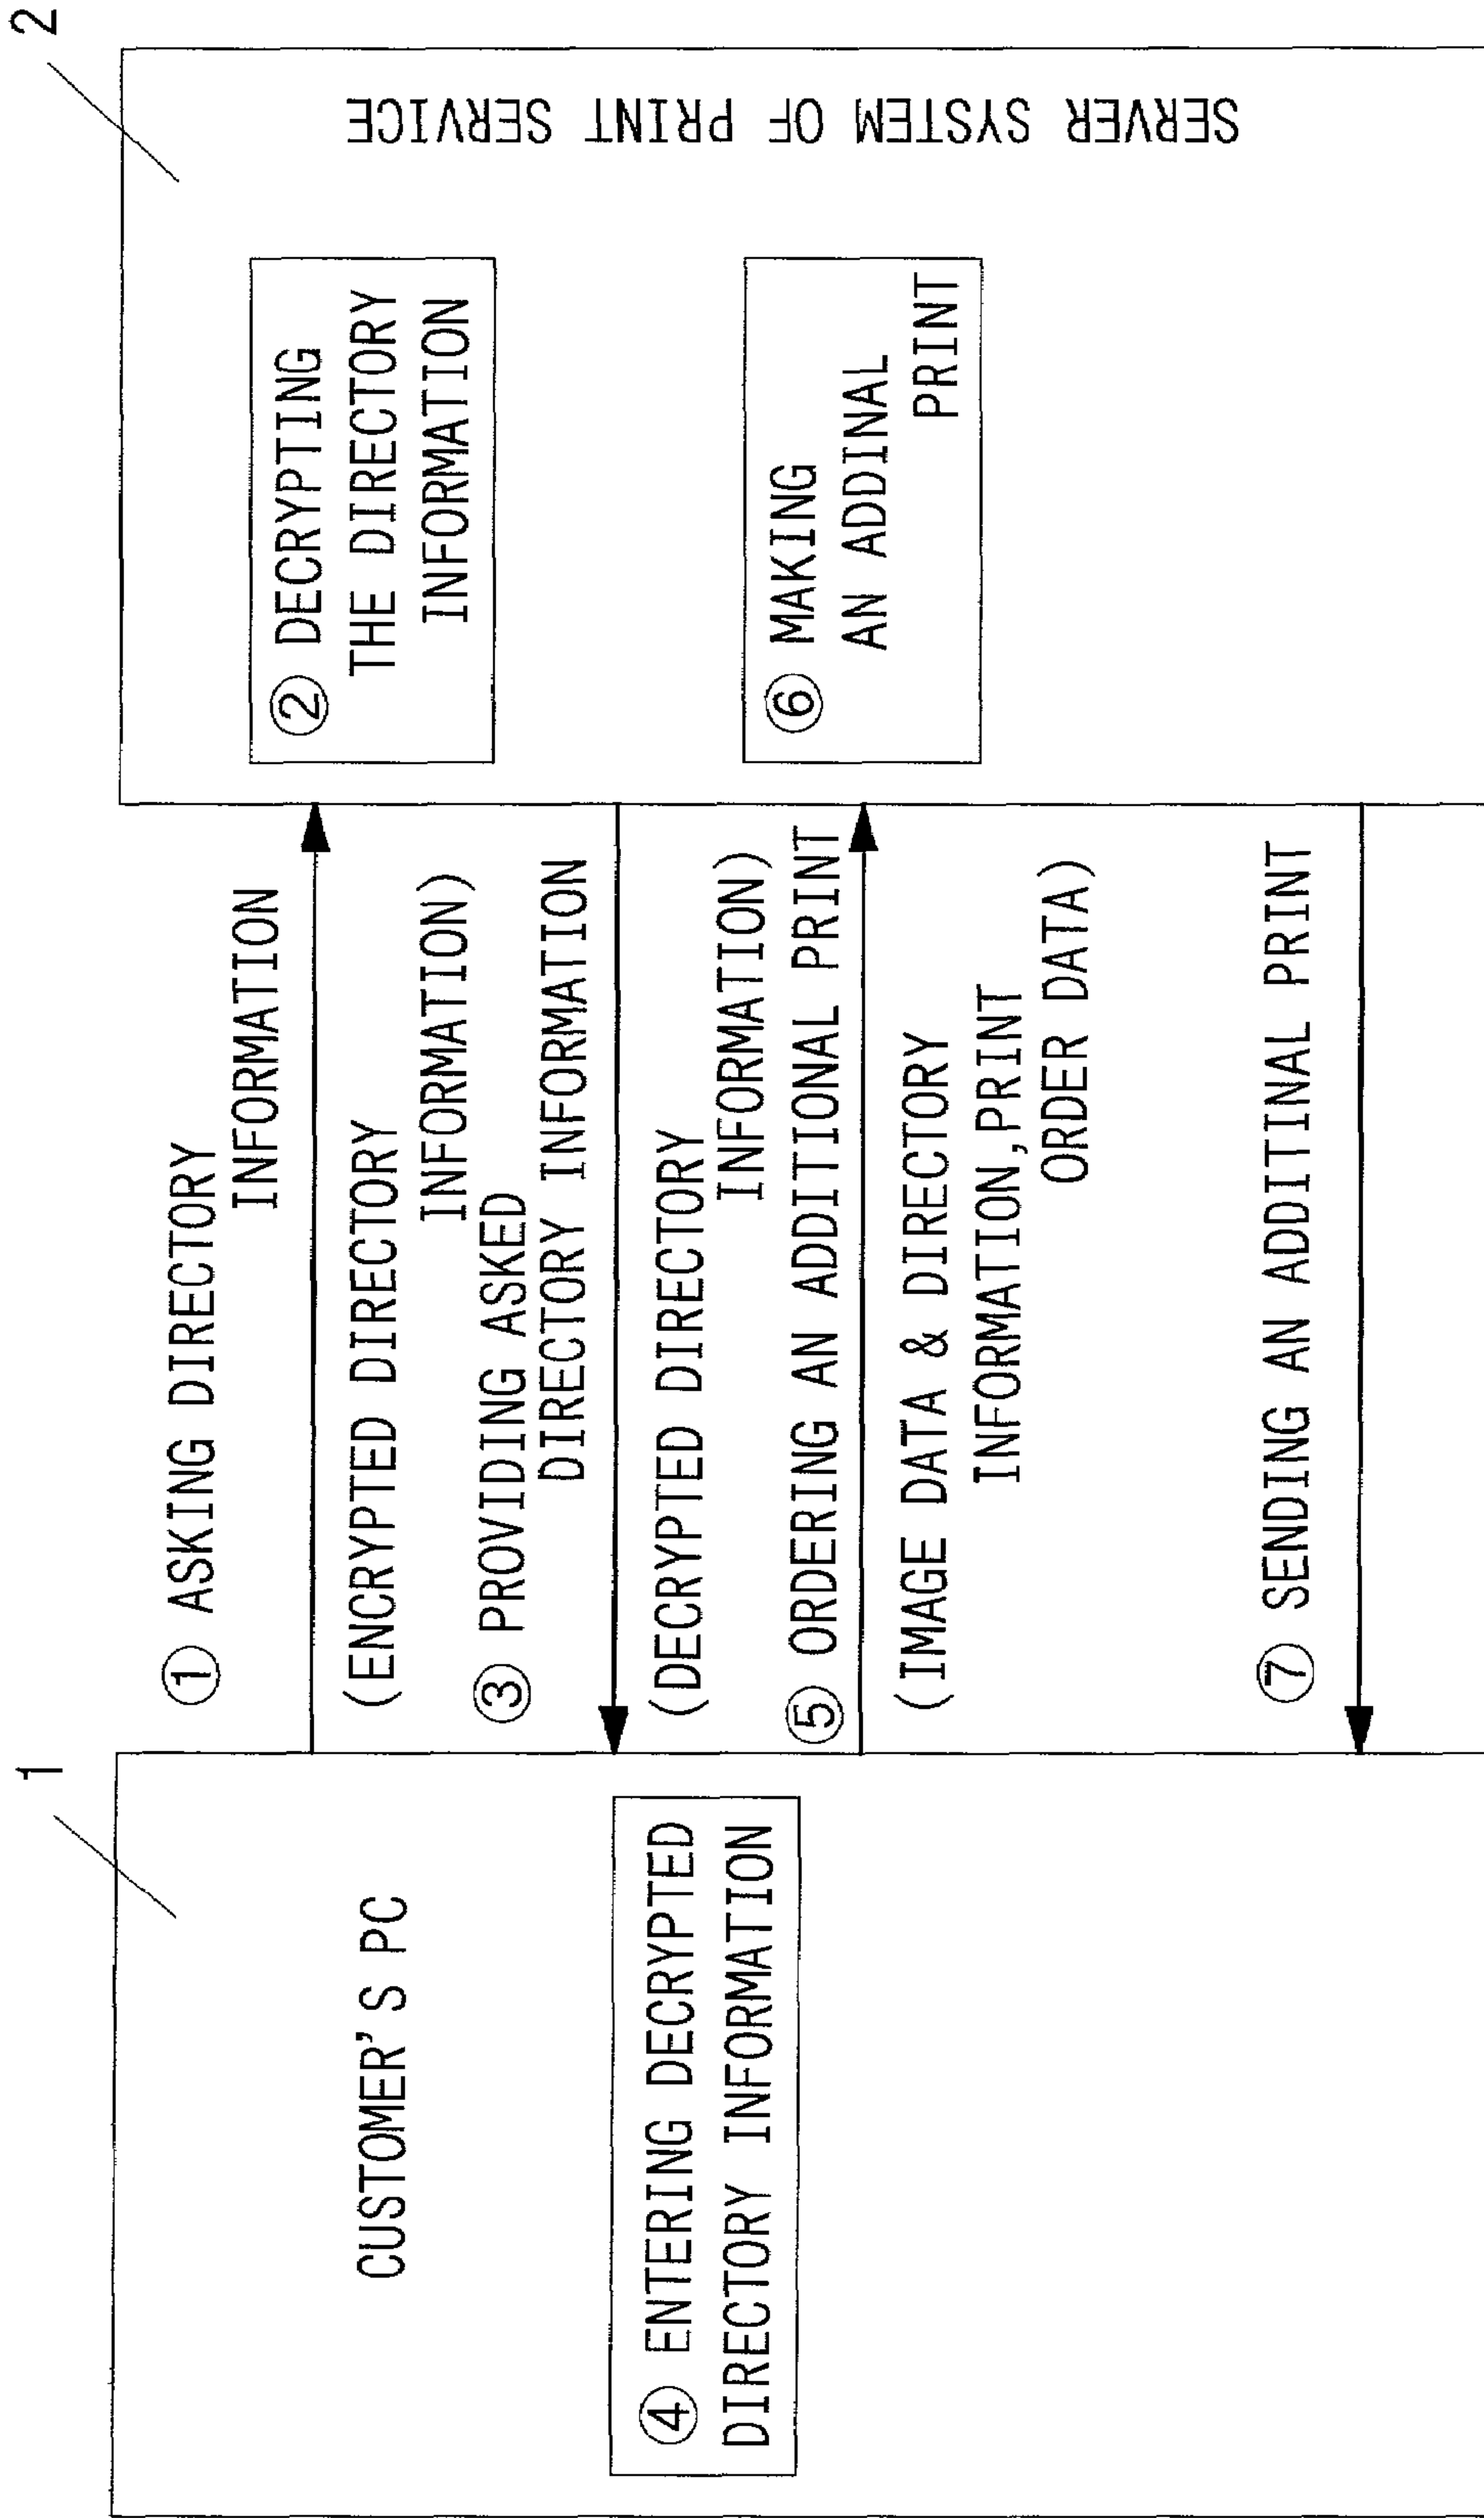 1
2
CUSTOMER'S PC
SERVER SYSTEM OF PRINT SERVICE
① ASKING DIRECTORY
INFORMATION
(ENCRYPTED DIRECTORY
INFORMATION)
② DECRYPTING
THE DIRECTORY
INFORMATION
③ PROVIDING ASKED
DIRECTORY INFORMATION
(DECRYPTED DIRECTORY
INFORMATION)
④ ENTERING DECRYPTED
DIRECTORY INFORMATION
⑤ ORDERING AN ADDITIONAL PRINT
(IMAGE DATA & DIRECTORY
INFORMATION,PRINT
ORDER DATA)
⑥ MAKING
AN ADDINAL
PRINT
⑦ SENDING AN ADDITINAL PRINT